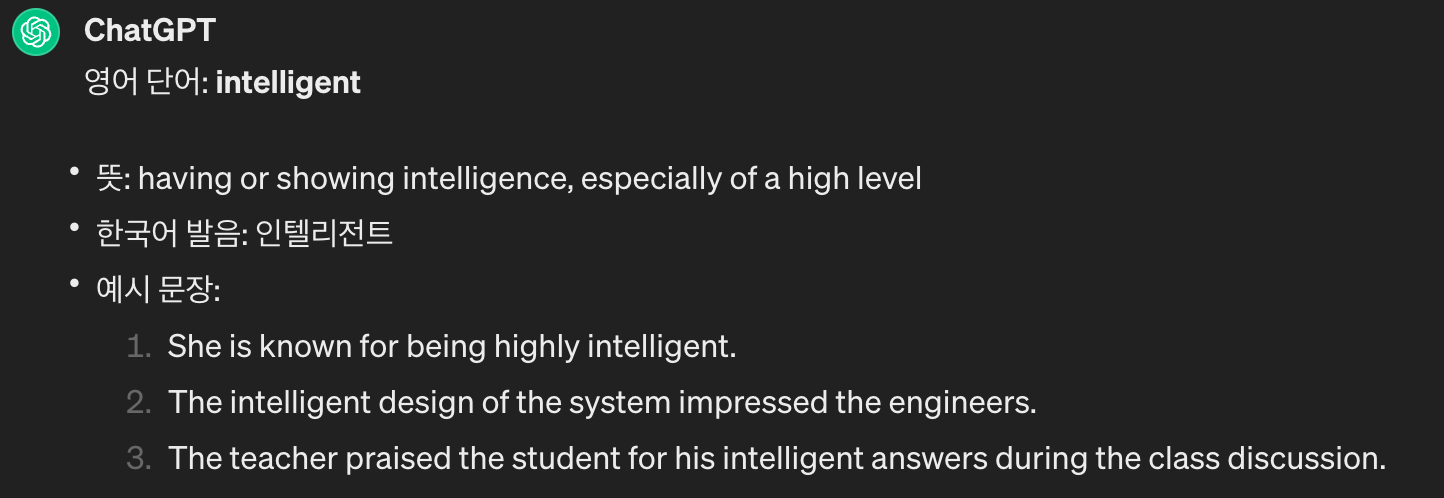 ChatGPT
영어 단어: intelligent
• 뜻: having or showing intelligence, especially of a high level
• 한국어 발음: 인텔리전트
• 예시 문장:
1. She is known for being highly intelligent.
2. The intelligent design of the system impressed the engineers.
3. The teacher praised the student for his intelligent answers during the class discussion.